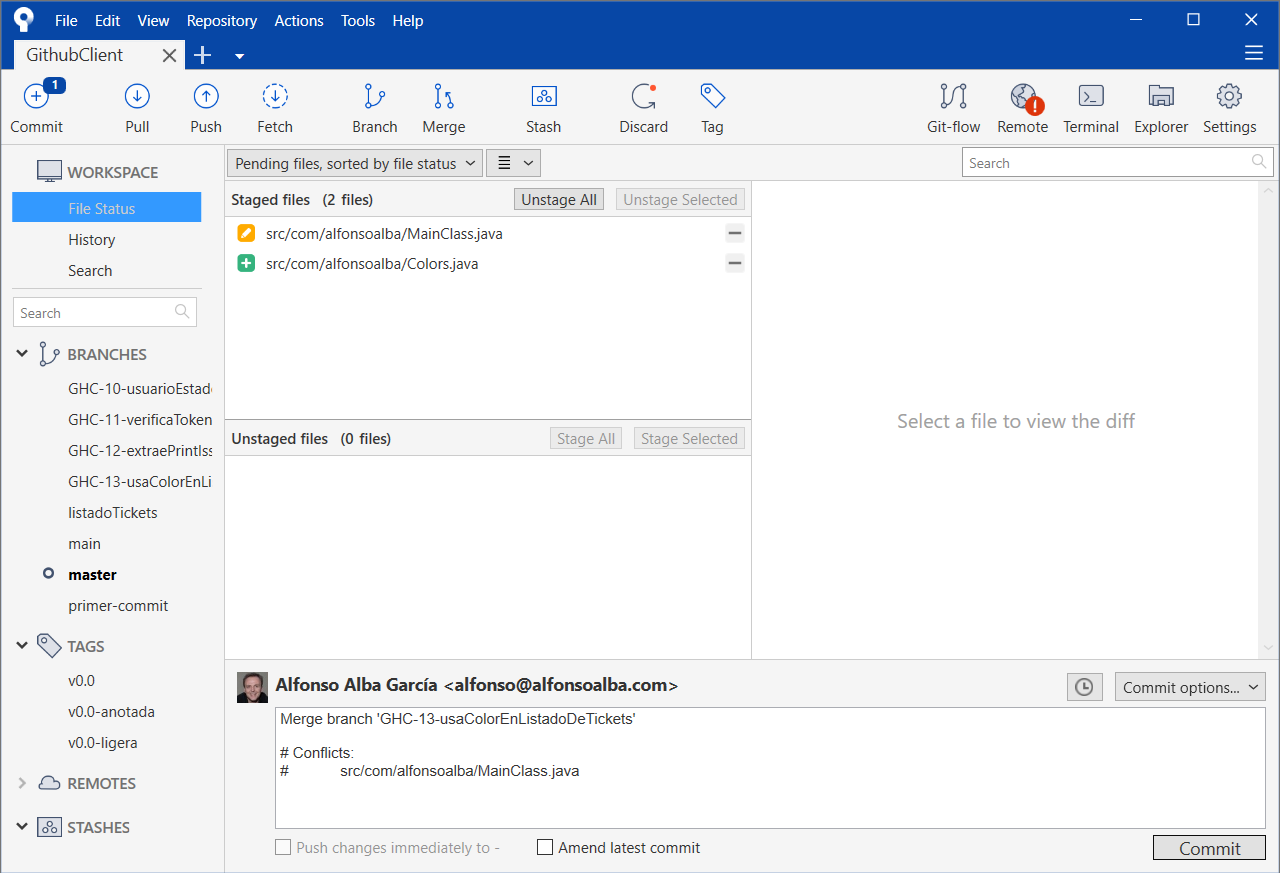 File Edit View Repository Actions Tools Help
GithubClient
1
Commit Pull Push Fetch Branch Merge Stash Discard Tag Git-flow Remote Terminal Explorer Settings
WORKSPACE
File Status
History
Search
Search
BRANCHES
GHC-10-usuarioEstad
GHC-11-verificaToken
GHC-12-extraePrintIss
GHC-13-usaColorEnLi
listadoTickets
main
master
primer-commit
TAGS
v0.0
v0.0-anotada
v0.0-ligera
REMOTES
STASHES
Pending files, sorted by file status
Search
Staged files (2 files) Unstage All Unstage Selected
src/com/alfonsoalba/MainClass.java
src/com/alfonsoalba/Colors.java
Unstaged files (0 files) Stage All Stage Selected
Select a file to view the diff
Alfonso Alba García <alfonso@alfonsoalba.com>
Commit options...
Merge branch 'GHC-13-usaColorEnListadoDeTickets'
# Conflicts:
# src/com/alfonsoalba/MainClass.java
Push changes immediately to - Amend latest commit
Commit